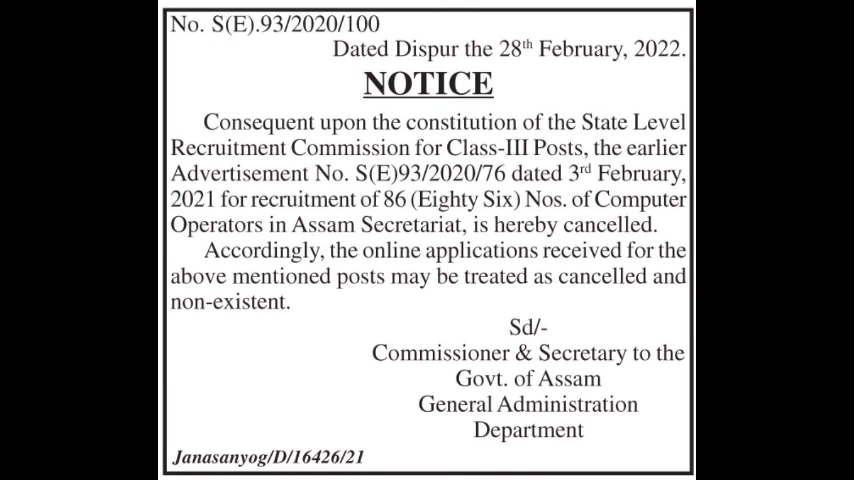 No. S(E).93/2020/100
Dated Dispur the 28th February, 2022.
NOTICE
Consequent upon the constitution of the State Level
Recruitment Commission for Class-III Posts, the earlier
Advertisement No. S(E)93/2020/76 dated 3rd February,
2021 for recruitment of 86 (Eighty Six) Nos. of Computer
Operators in Assam Secretariat, is hereby cancelled.
Accordingly, the online applications received for the
above mentioned posts may be treated as cancelled and
non-existent.
Sd/-
Commissioner & Secretary to the
Govt. of Assam
General Administration
Department
Janasanyog/D/16426/21